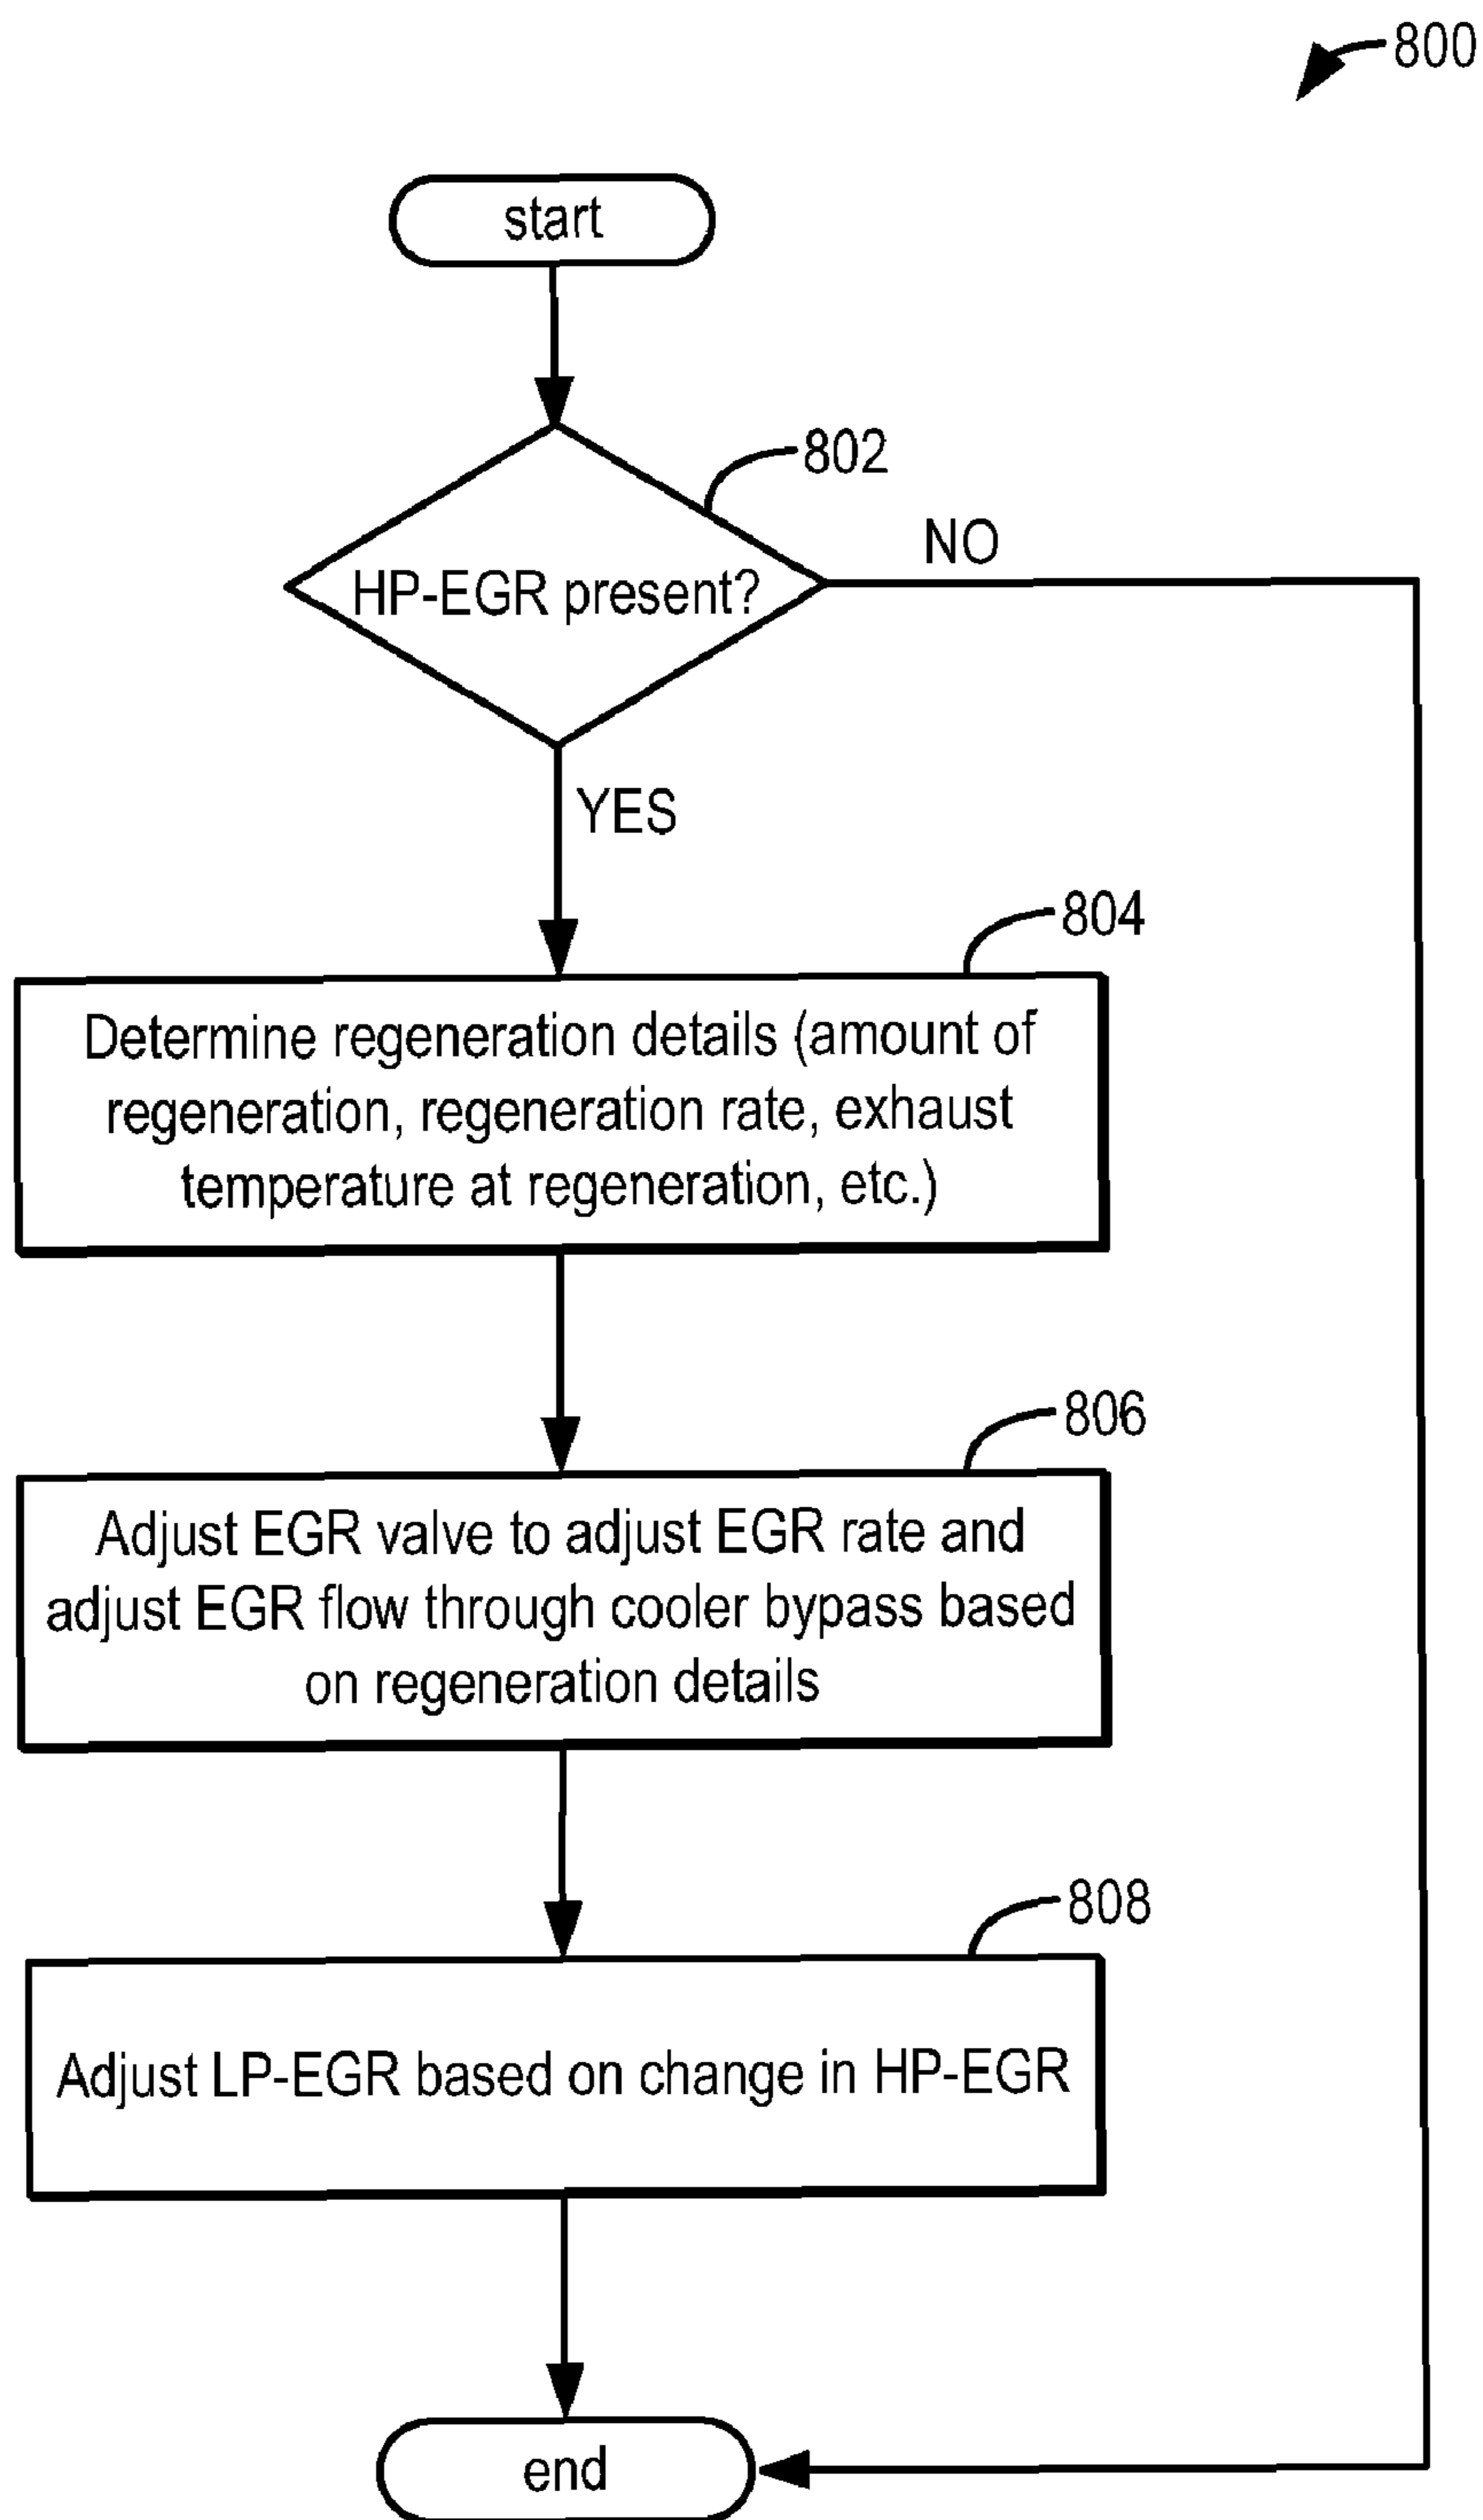 800
start
802
HP-EGR present?
NO
YES
804
Determine regeneration details (amount of
regeneration, regeneration rate, exhaust
temperature at regeneration, etc.)
806
Adjust EGR valve to adjust EGR rate and
adjust EGR flow through cooler bypass based
on regeneration details
808
Adjust LP-EGR based on change in HP-EGR
end